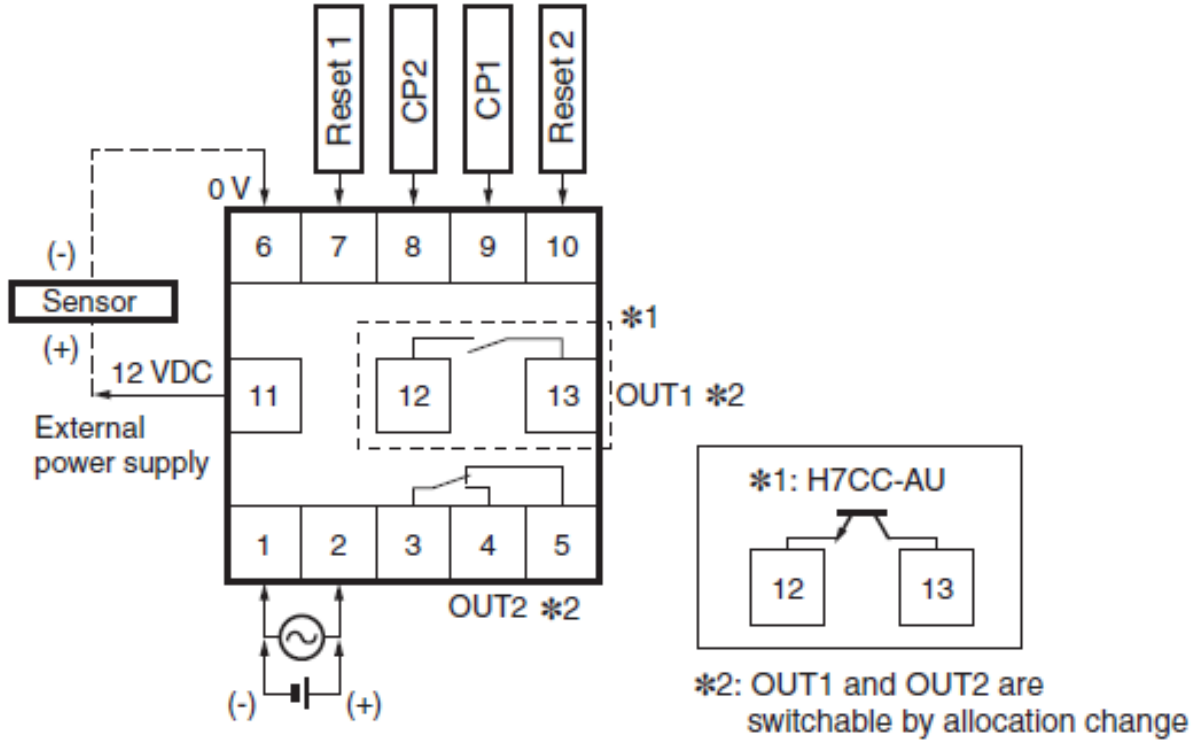 Reset 1
CP2
CP1
Reset 2
0 V
6
7
8
9
10
(-)
Sensor
(+)
✻1
12 VDC
11
12
13
OUT1 ✻2
External
power supply
1
2
3
4
5
OUT2 ✻2
(-)
(+)
✻1: H7CC-AU
12
13
✻2: OUT1 and OUT2 are
switchable by allocation change